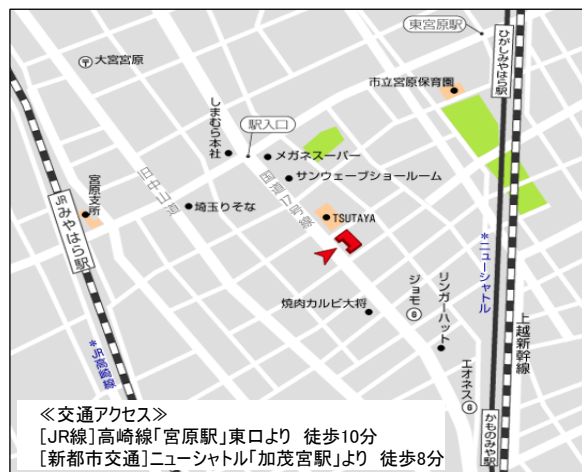 東宮原駅
ひがしみやはら駅
大宮宮原
市立宮原保育園
しまむら本社
駅入口
メガネスーパー
サンウェーブショールーム
旧中山道
国道17号線
宮原支所
埼玉りそな
TSUTAYA
JRみやはら駅
*ニューシャトル
ジョモ
リンガーハット
焼肉カルビ大将
上越新幹線
*JR高崎線
エオネス
かものみや駅
≪交通アクセス≫
[JR線]高崎線「宮原駅」東口より 徒歩10分
[新都市交通]ニューシャトル「加茂宮駅」より 徒歩8分